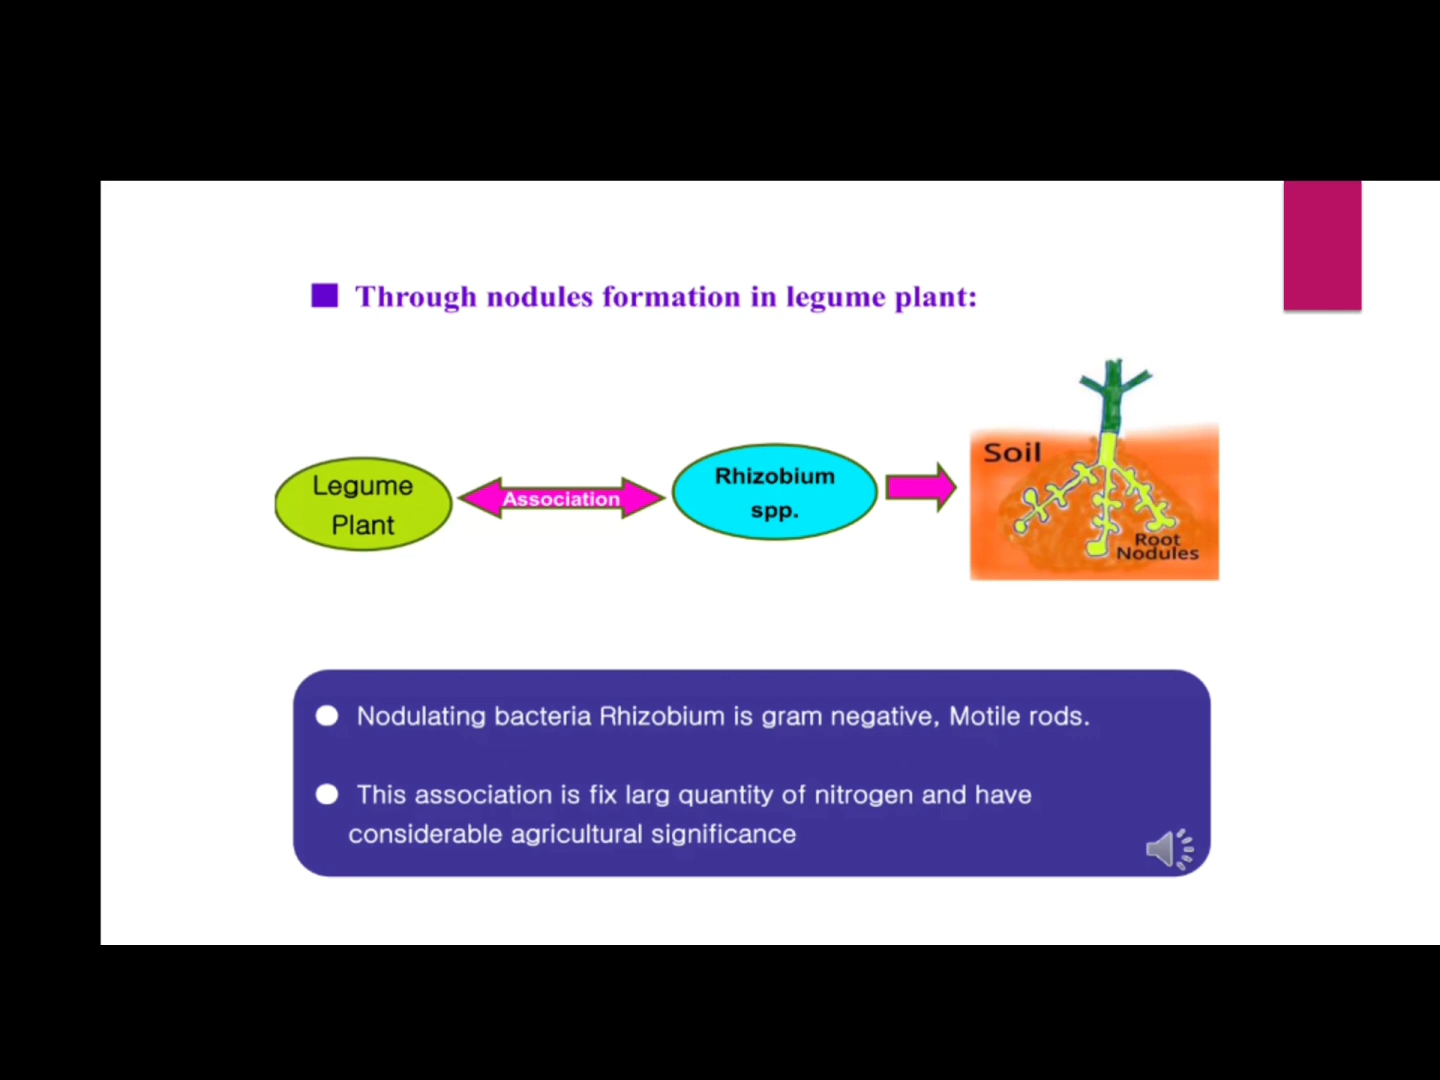 Through nodules formation in legume plant:
Legume
Plant
Association
Rhizobium
spp.
Soil
Root
Nodules
Nodulating bacteria Rhizobium is gram negative, Motile rods.
This association is fix larg quantity of nitrogen and have
considerable agricultural significance